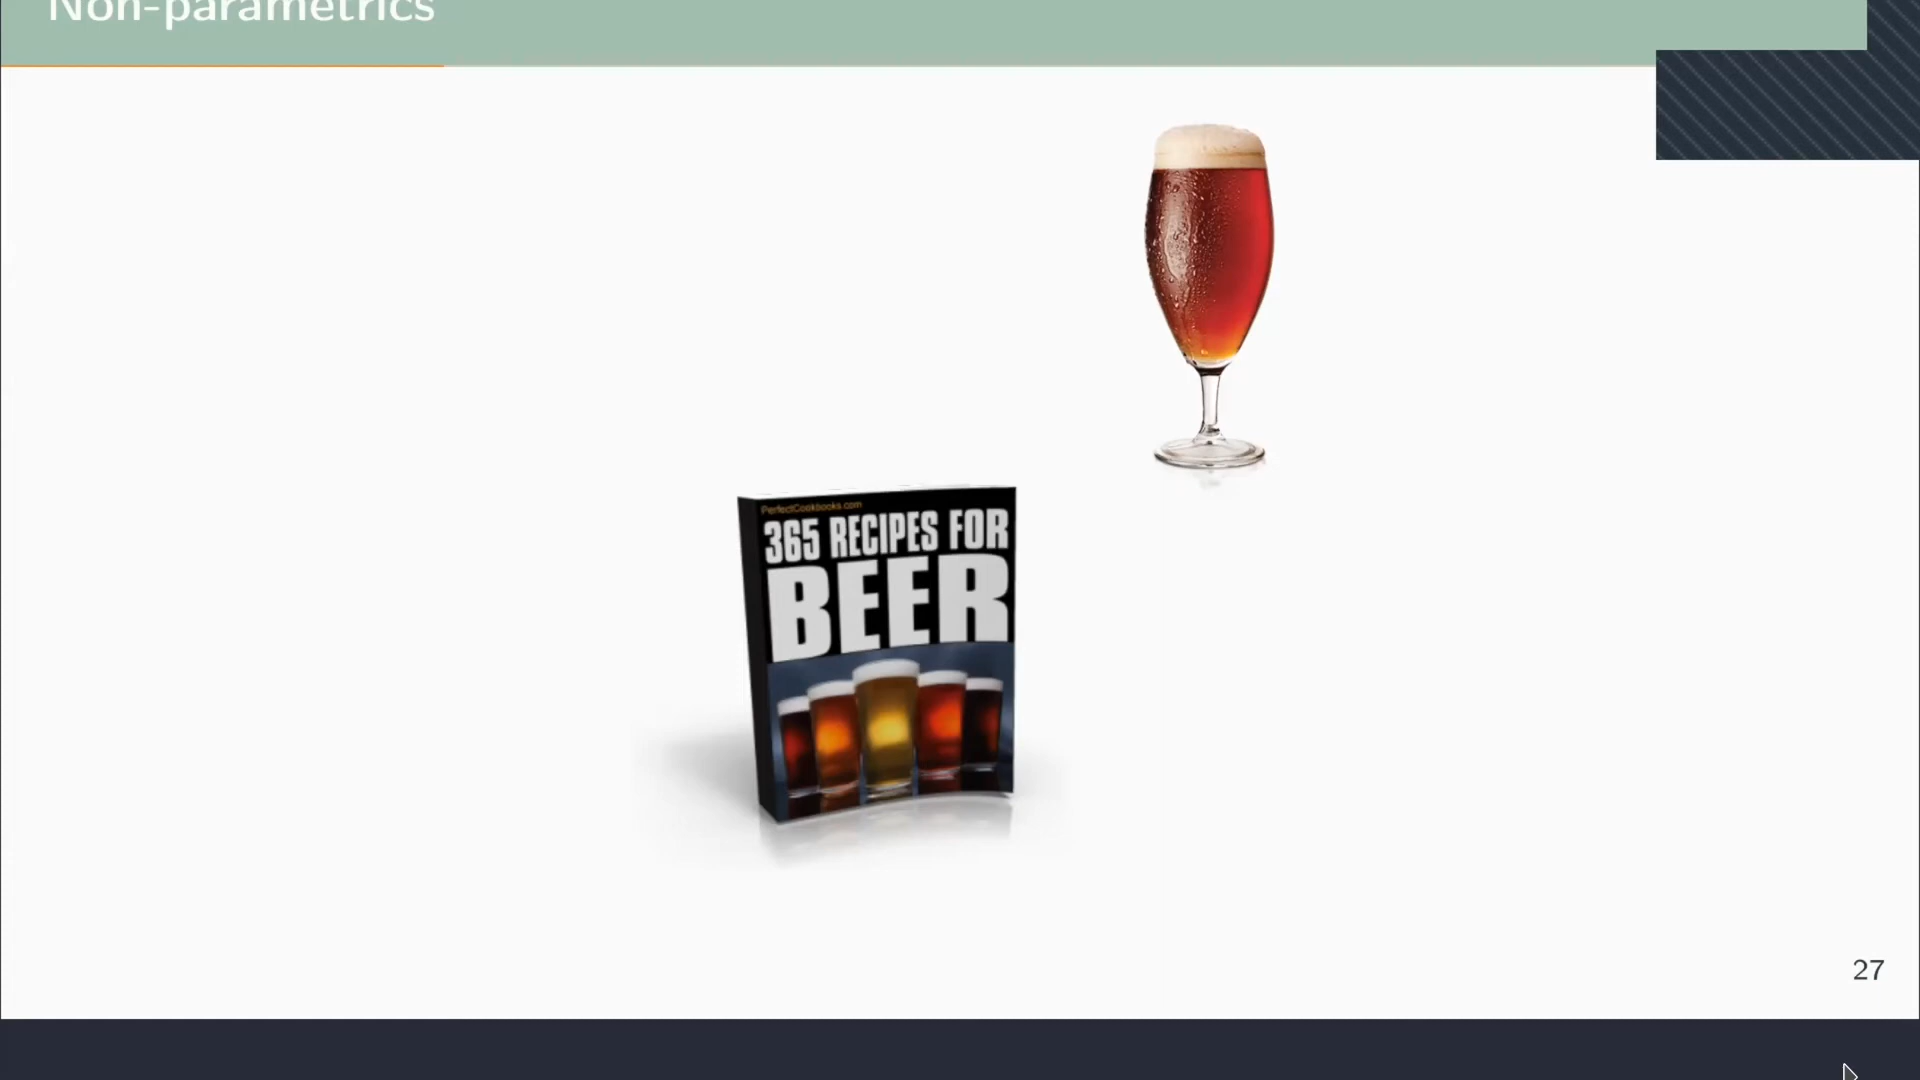 Non-parametrics
PerfectCookbooks.com
365 RECIPES FOR
BEER
27